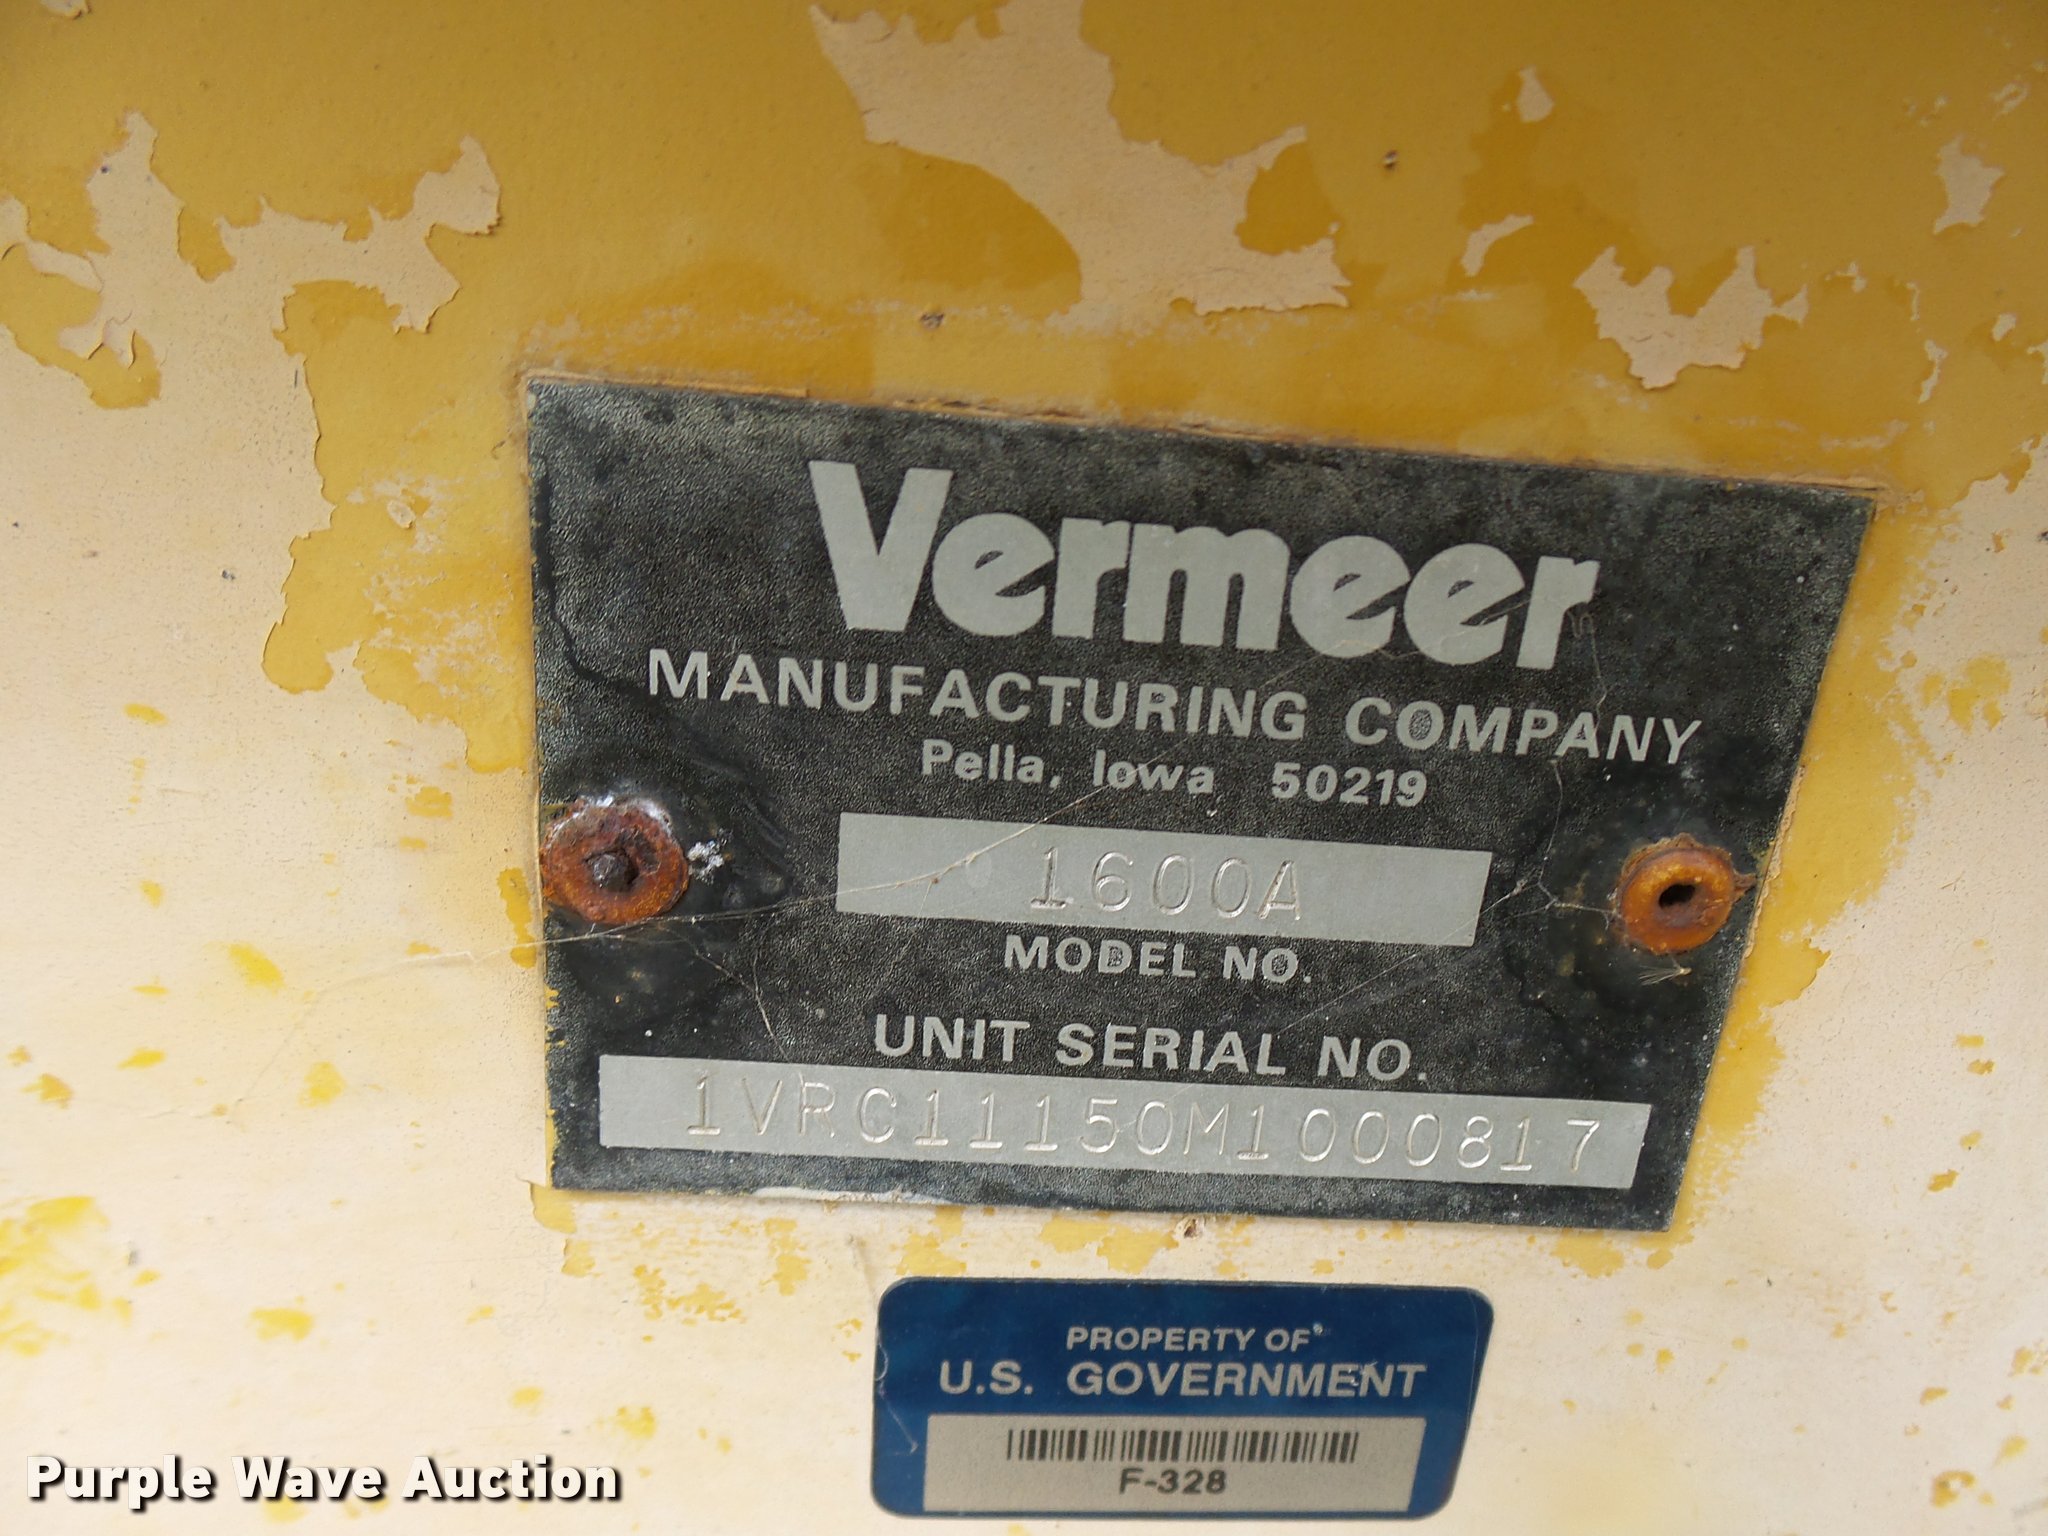 Vermeer
MANUFACTURING COMPANY
Pella, Iowa 50219
1600A
MODEL NO.
UNIT SERIAL NO.
1VRC11150M1000817
PROPERTY OF
U.S. GOVERNMENT
F-328
Purple Wave Auction